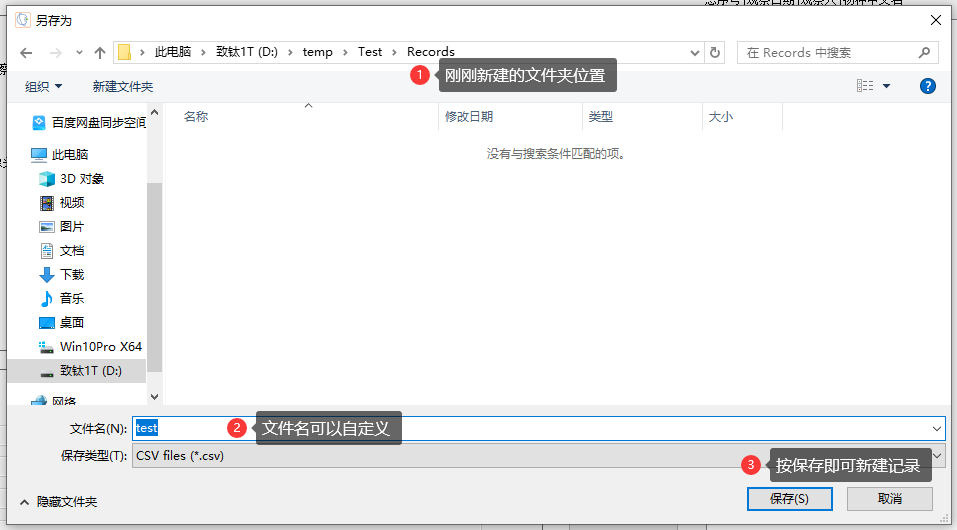 另存为
此电脑 > 致钛1T (D:) > temp > Test > Records
在 Records 中搜索
1 刚刚新建的文件夹位置
组织
新建文件夹
?
名称 修改日期 类型 大小
没有与搜索条件匹配的项。
百度网盘同步空间
此电脑
3D 对象
视频
图片
文档
下载
音乐
桌面
Win10Pro X64
致钛1T (D:)
网络
文件名(N): test
2 文件名可以自定义
保存类型(T): CSV files (*.csv)
3 按保存即可新建记录
隐藏文件夹
保存(S) 取消